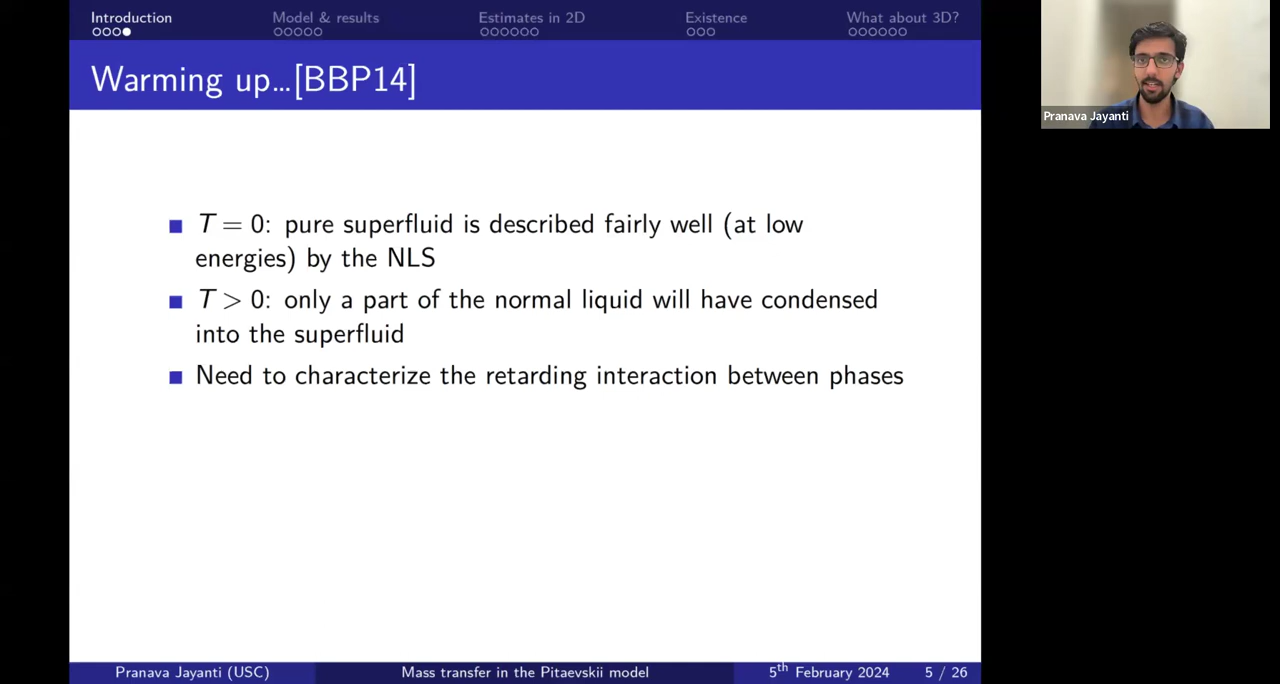 Introduction Model & results Estimates in 2D Existence What about 3D?
Warming up...[BBP14]
Pranava Jayanti
T = 0: pure superfluid is described fairly well (at low
energies) by the NLS
T > 0: only a part of the normal liquid will have condensed
into the superfluid
Need to characterize the retarding interaction between phases
Pranava Jayanti (USC) Mass transfer in the Pitaevskii model 5th February 2024 5 / 26